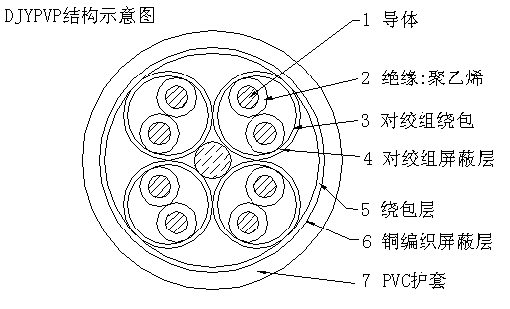 DJYPVP结构示意图
1 导体
2 绝缘:聚乙烯
3 对绞组绕包
4 对绞组屏蔽层
5 绕包层
6 铜编织屏蔽层
7 PVC护套